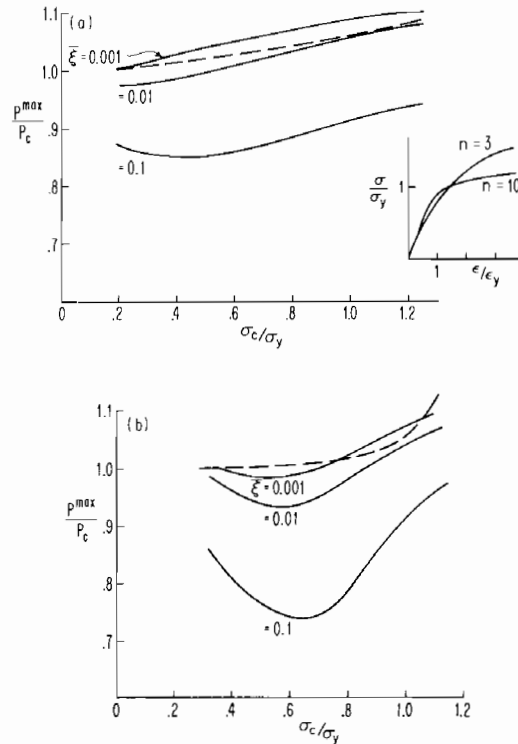 (a)
1.1
1.0
.9
.8
.7
P^max
P_c
ξ̄=0.001
=0.01
=0.1
0 .2 .4 .6 .8 1.0 1.2
σ_c/σ_y
σ
σ_y
1
n = 3
n = 10
1 ε/ε_y
(b)
1.1
1.0
.9
.8
.7
P^max
P_c
ξ̄=0.001
=0.01
=0.1
0 .2 .4 .6 .8 1.0 1.2
σ_c/σ_y